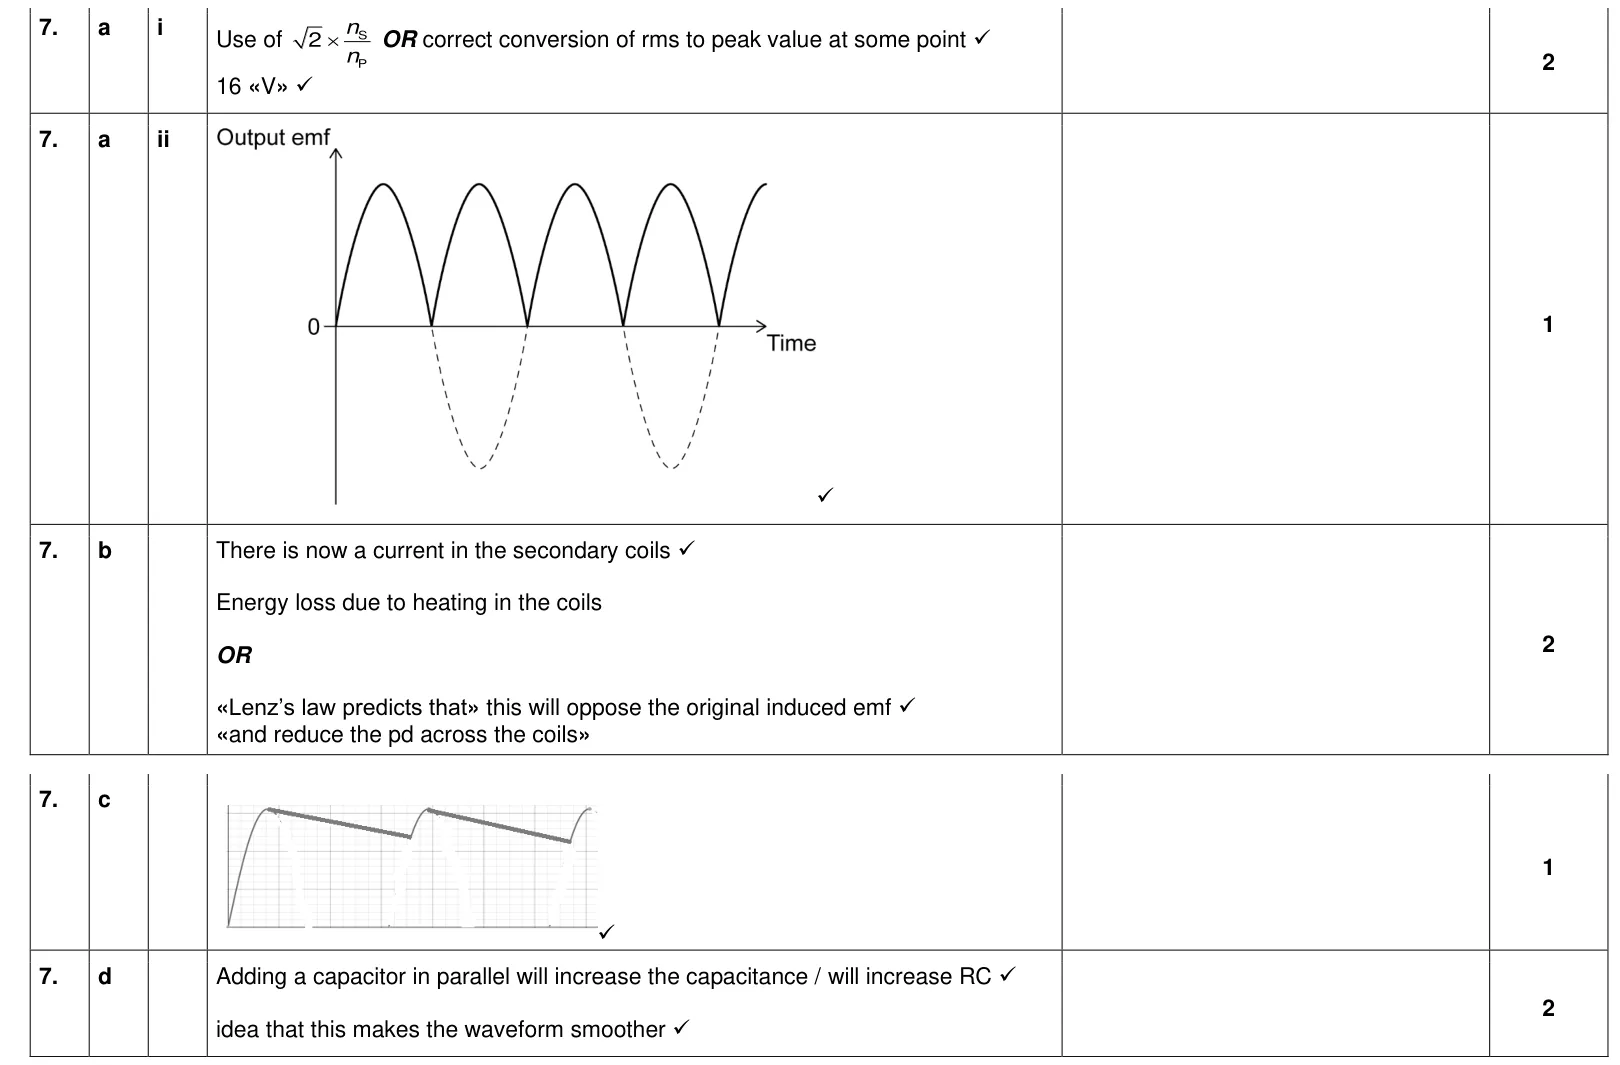 7. a i Use of √2 × nS/nP OR correct conversion of rms to peak value at some point ✓
16 «V» ✓
2
7. a ii Output emf
0
Time
✓
1
7. b There is now a current in the secondary coils ✓
Energy loss due to heating in the coils
OR
«Lenz’s law predicts that» this will oppose the original induced emf ✓
«and reduce the pd across the coils»
2
7. c
✓
1
7. d Adding a capacitor in parallel will increase the capacitance / will increase RC ✓
idea that this makes the waveform smoother ✓
2